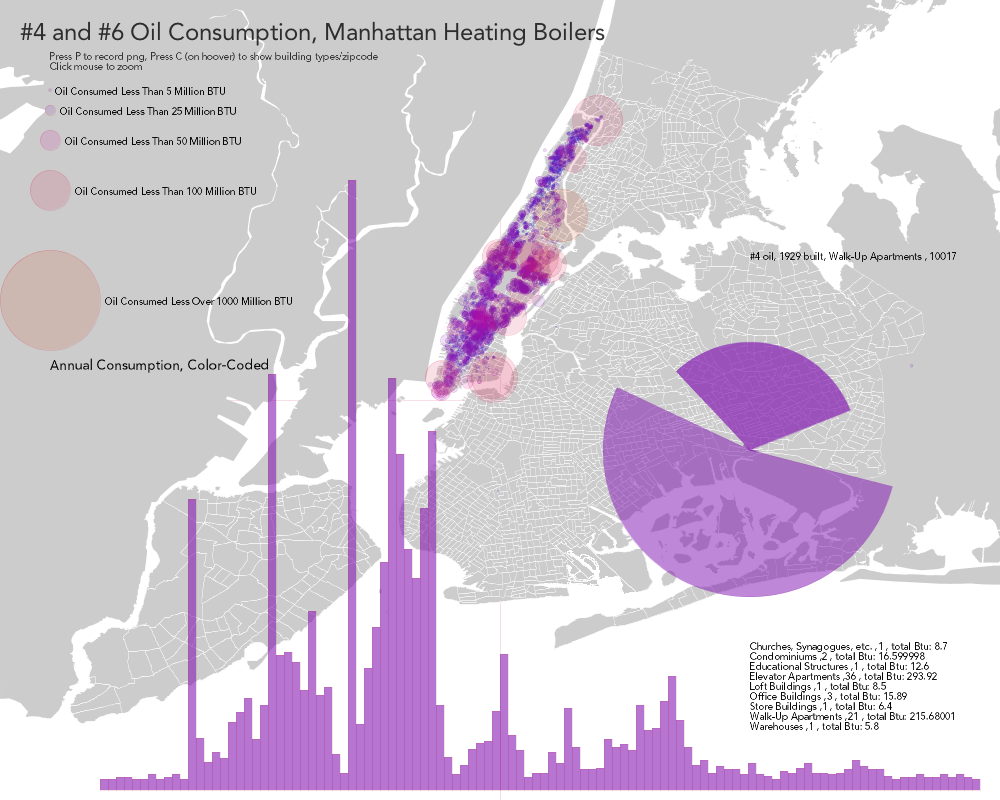 #4 and #6 Oil Consumption, Manhattan Heating Boilers
Press P to record png, Press C (on hoover) to show building types/zipcode
Click mouse to zoom
Oil Consumed Less Than 5 Million BTU
Oil Consumed Less Than 25 Million BTU
Oil Consumed Less Than 50 Million BTU
Oil Consumed Less Than 100 Million BTU
Oil Consumed Less Over 1000 Million BTU
Annual Consumption, Color-Coded
#4 oil, 1929 built, Walk-Up Apartments , 10017
Churches, Synagogues, etc. ,1 , total Btu: 8.7
Condominiums ,2 , total Btu: 16.599998
Educational Structures ,1 , total Btu: 12.6
Elevator Apartments ,36 , total Btu: 293.92
Loft Buildings ,1 , total Btu: 8.5
Office Buildings ,3 , total Btu: 15.89
Store Buildings ,1 , total Btu: 6.4
Walk-Up Apartments ,21 , total Btu: 215.68001
Warehouses ,1 , total Btu: 5.8